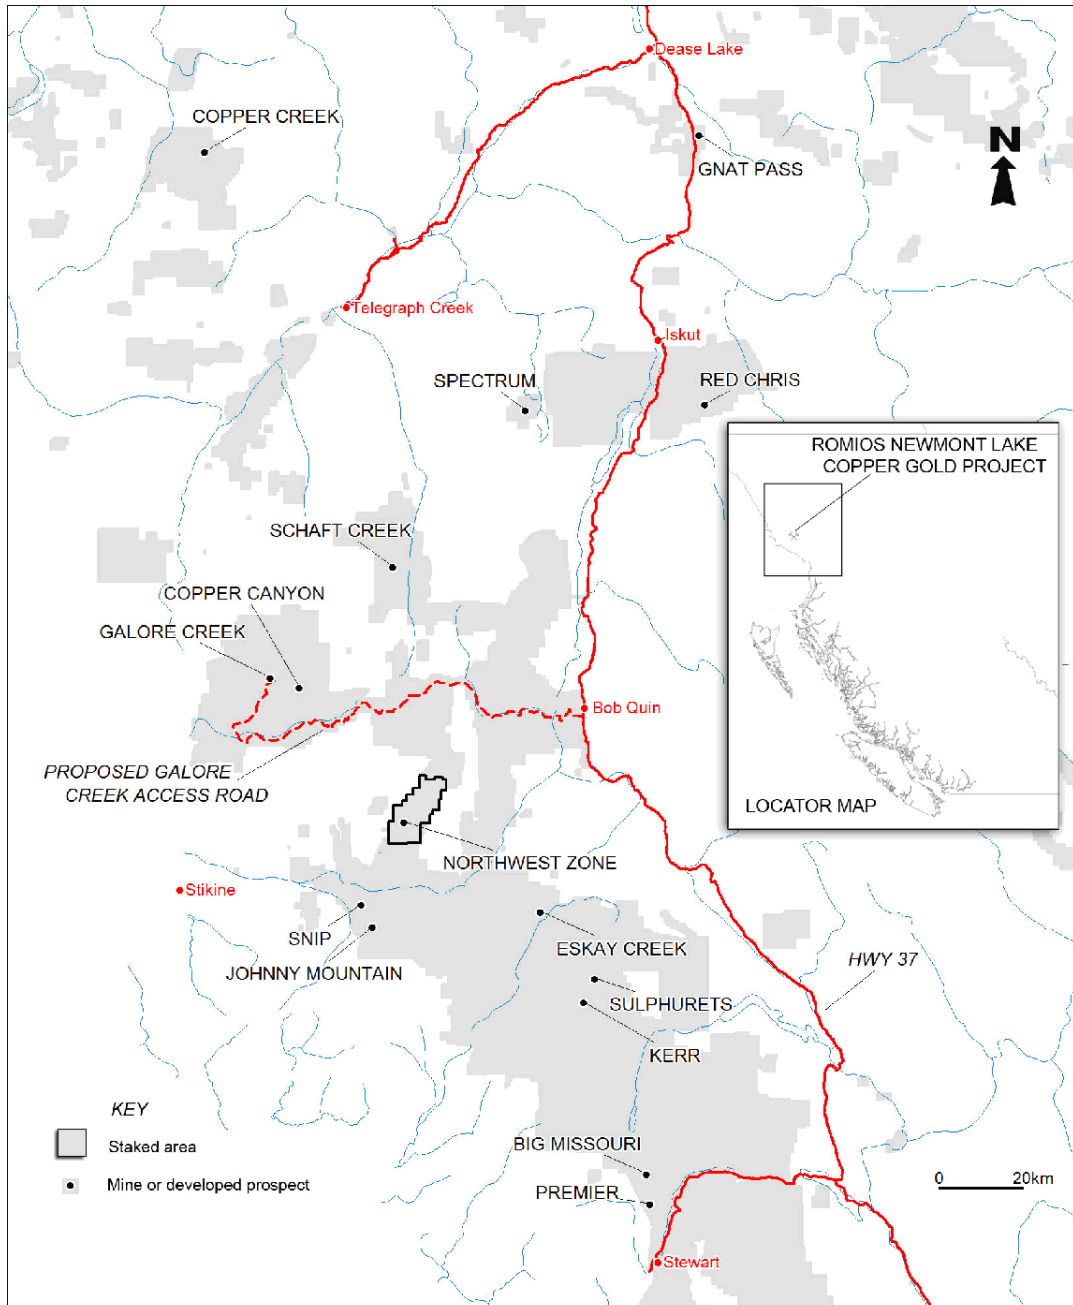 Dease Lake
COPPER CREEK
N
GNAT PASS
Telegraph Creek
Iskut
SPECTRUM
RED CHRIS
ROMIOS NEWMONT LAKE
COPPER GOLD PROJECT
SCHAFT CREEK
COPPER CANYON
GALORE CREEK
Bob Quin
PROPOSED GALORE
CREEK ACCESS ROAD
LOCATOR MAP
NORTHWEST ZONE
Stikine
SNIP
ESKAY CREEK
JOHNNY MOUNTAIN
HWY 37
SULPHURETS
KERR
KEY
Staked area
Mine or developed prospect
BIG MISSOURI
PREMIER
0 20km
Stewart